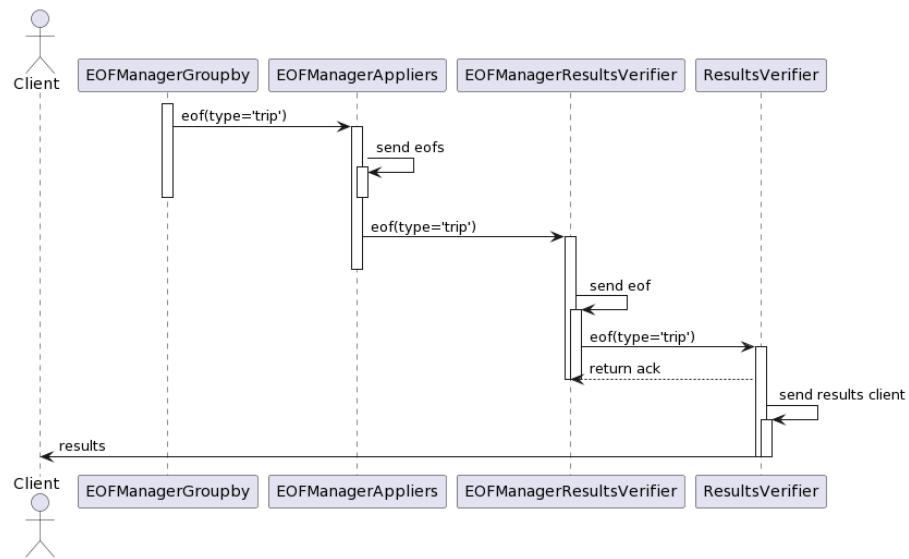 Client
EOFManagerGroupby
EOFManagerAppliers
EOFManagerResultsVerifier
ResultsVerifier
eof(type='trip')
send eofs
eof(type='trip')
send eof
eof(type='trip')
return ack
send results client
results
Client
EOFManagerGroupby
EOFManagerAppliers
EOFManagerResultsVerifier
ResultsVerifier